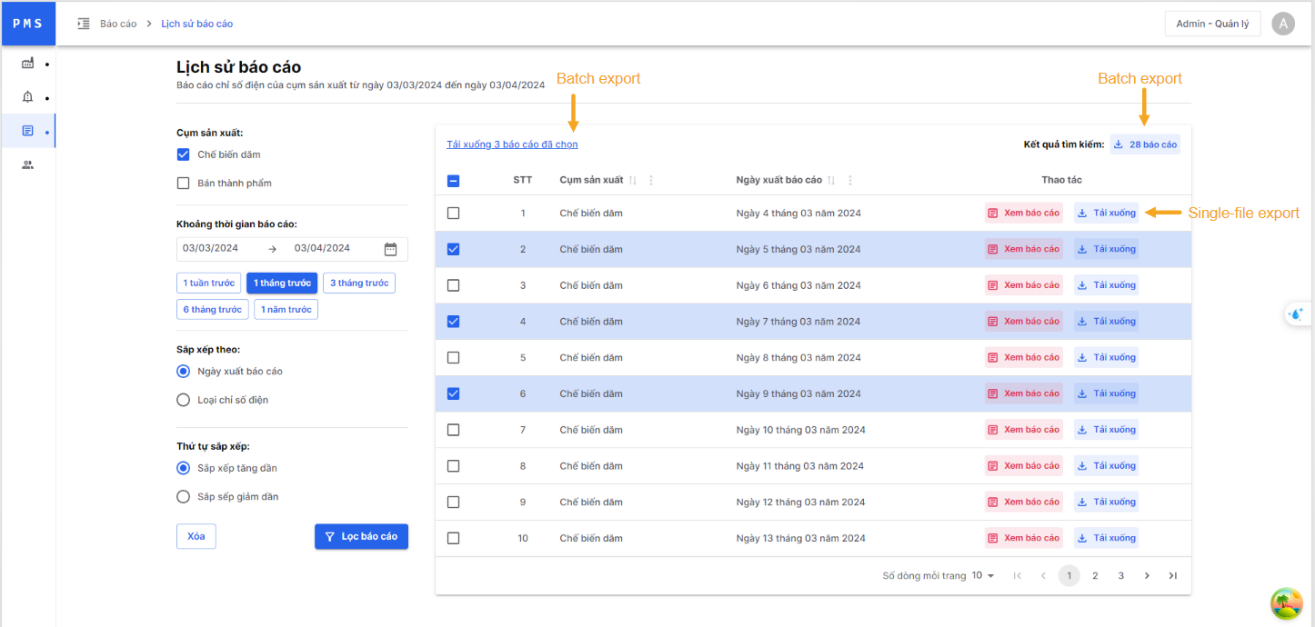 PMS
Báo cáo > Lịch sử báo cáo
Admin - Quản lý
A
Lịch sử báo cáo
Báo cáo chỉ số điện của cụm sản xuất từ ngày 03/03/2024 đến ngày 03/04/2024
Batch export
Batch export
Cụm sản xuất:
Chế biến dăm
Bán thành phẩm
Khoảng thời gian báo cáo:
03/03/2024 → 03/04/2024
1 tuần trước
1 tháng trước
3 tháng trước
6 tháng trước
1 năm trước
Sắp xếp theo:
Ngày xuất báo cáo
Loại chỉ số điện
Thứ tự sắp xếp:
Sắp xếp tăng dần
Sắp sếp giảm dần
Xóa
Lọc báo cáo
Tải xuống 3 báo cáo đã chọn
Kết quả tìm kiếm: 28 báo cáo
STT Cụm sản xuất Ngày xuất báo cáo Thao tác
1 Chế biến dăm Ngày 4 tháng 03 năm 2024 Xem báo cáo Tải xuống
Single-file export
2 Chế biến dăm Ngày 5 tháng 03 năm 2024 Xem báo cáo Tải xuống
3 Chế biến dăm Ngày 6 tháng 03 năm 2024 Xem báo cáo Tải xuống
4 Chế biến dăm Ngày 7 tháng 03 năm 2024 Xem báo cáo Tải xuống
5 Chế biến dăm Ngày 8 tháng 03 năm 2024 Xem báo cáo Tải xuống
6 Chế biến dăm Ngày 9 tháng 03 năm 2024 Xem báo cáo Tải xuống
7 Chế biến dăm Ngày 10 tháng 03 năm 2024 Xem báo cáo Tải xuống
8 Chế biến dăm Ngày 11 tháng 03 năm 2024 Xem báo cáo Tải xuống
9 Chế biến dăm Ngày 12 tháng 03 năm 2024 Xem báo cáo Tải xuống
10 Chế biến dăm Ngày 13 tháng 03 năm 2024 Xem báo cáo Tải xuống
Số dòng mỗi trang 10 1 2 3